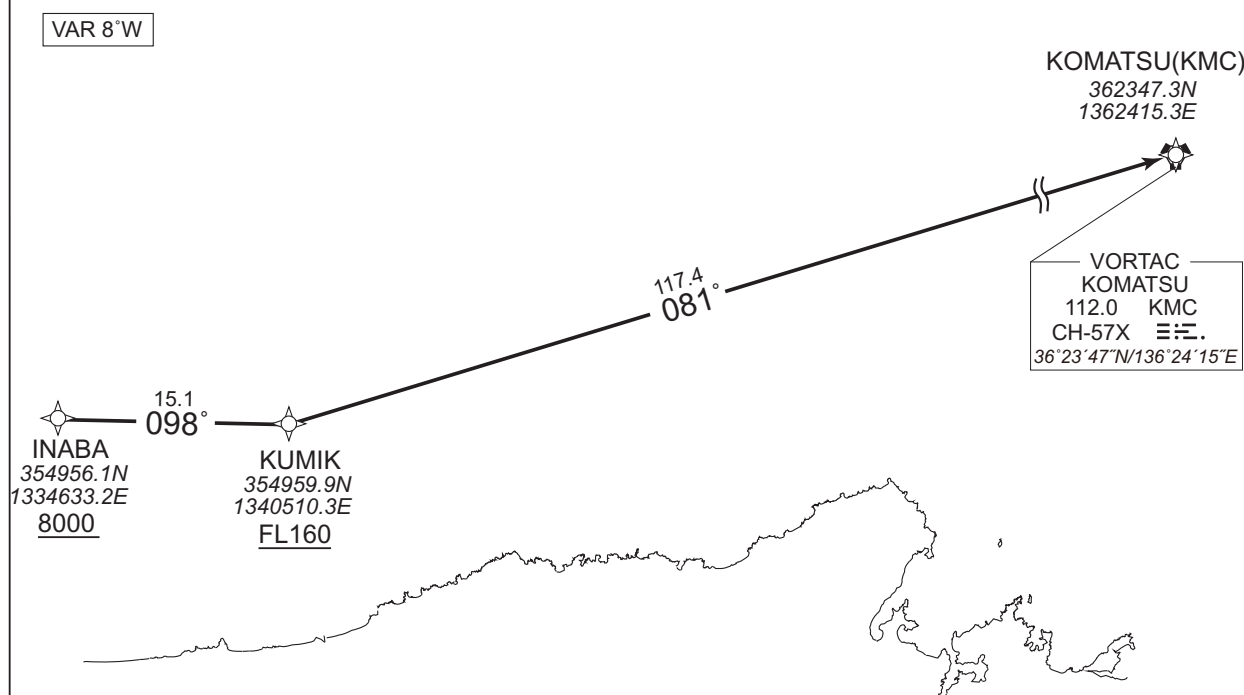 VAR 8°W
KOMATSU(KMC)
362347.3N
1362415.3E
117.4
081°
VORTAC
KOMATSU
112.0 KMC
CH-57X
36°23´47˝N/136°24´15˝E
15.1
098°
INABA
354956.1N
1334633.2E
8000
KUMIK
354959.9N
1340510.3E
FL160